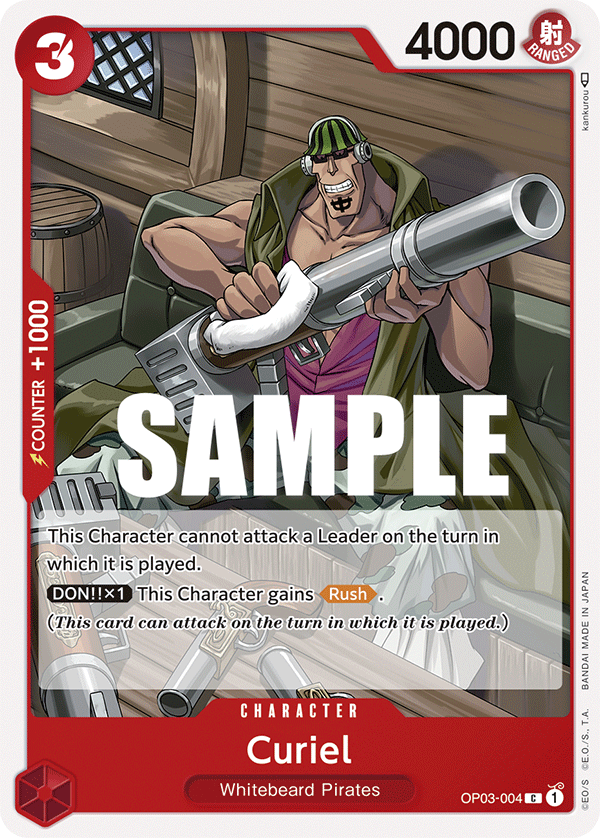 3
4000
射
RANGED
kankurou
COUNTER +1000
SAMPLE
This Character cannot attack a Leader on the turn in
which it is played.
DON!!×1 This Character gains Rush.
(This card can attack on the turn in which it is played.)
CHARACTER
Curiel
Whitebeard Pirates
OP03-004 C 1
©EO/S ©E.O./S., T.A. BANDAI MADE IN JAPAN